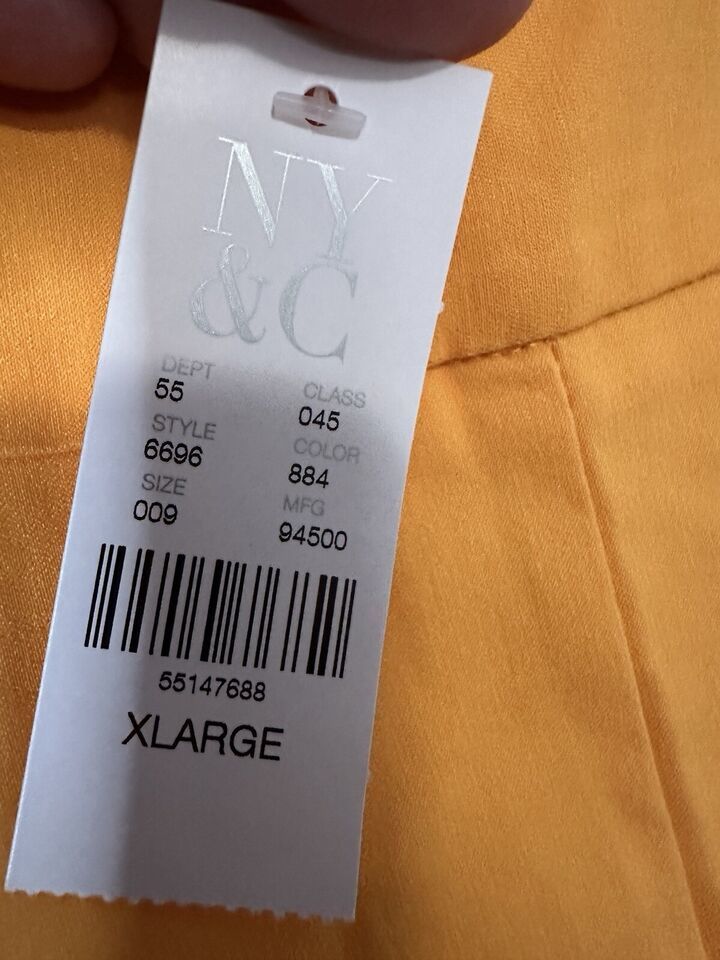 NY
&C
DEPT CLASS
55 045
STYLE COLOR
6696 884
SIZE MFG
009 94500
55147688
XLARGE